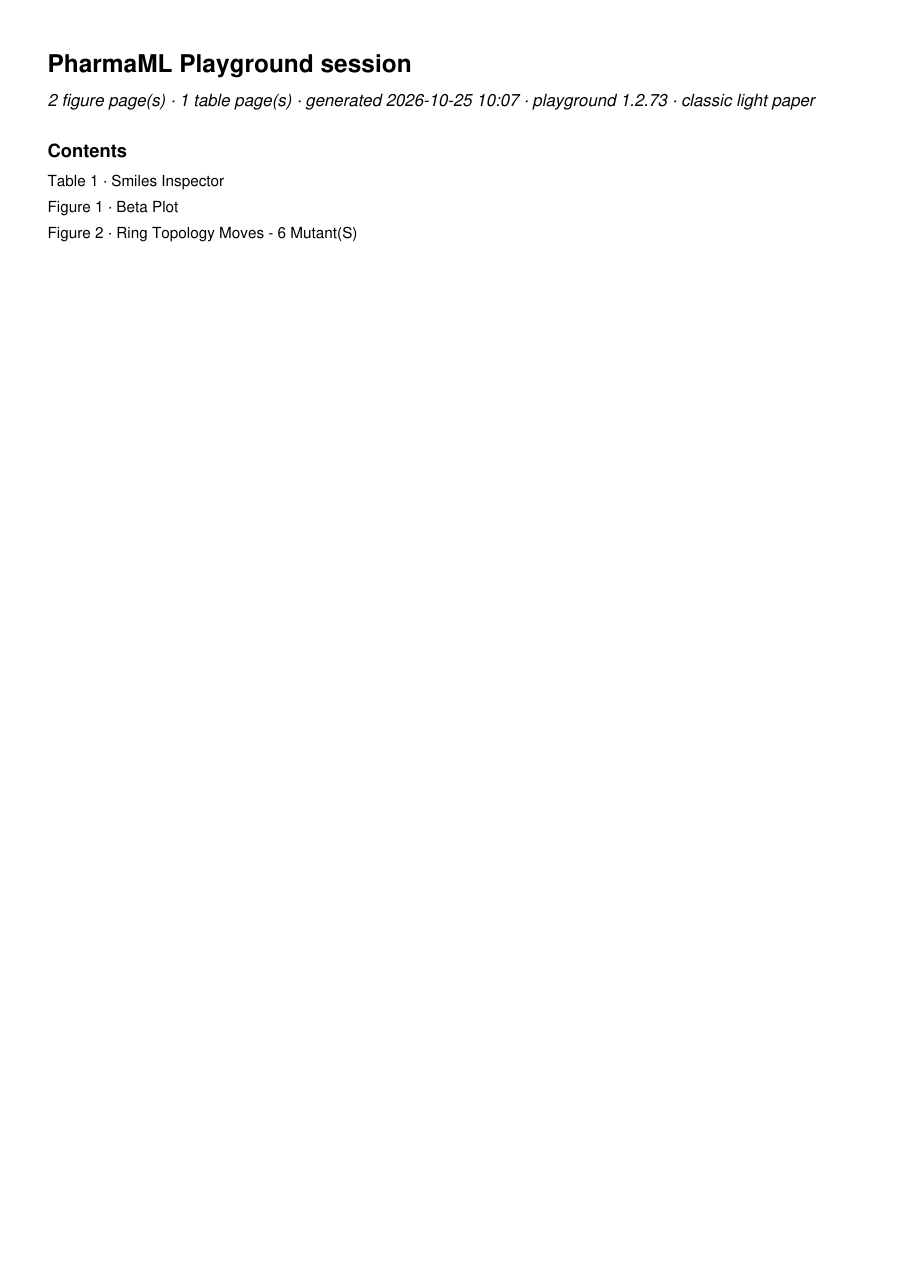 PharmaML Playground session
2 figure page(s) · 1 table page(s) · generated 2026-10-25 10:07 · playground 1.2.73 · classic light paper
Contents
Table 1 · Smiles Inspector
Figure 1 · Beta Plot
Figure 2 · Ring Topology Moves - 6 Mutant(S)